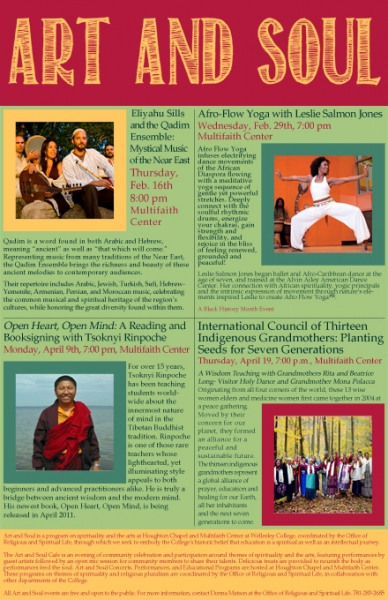 ART AND SOUL
Eliyahu Sills
and the Qadim
Ensemble:
Mystical Music
of the Near East
Thursday,
Feb. 16th
8:00 pm
Multifaith
Center
Qadim is a word found in both Arabic and Hebrew,
meaning "ancient" as well as "that which will come."
Representing music from many traditions of the Near East,
the Qadim Ensemble brings the richness and beauty of these
ancient melodies to contemporary audiences.
Their repertoire includes Arabic, Jewish, Turkish, Sufi, Hebrew-
Yemenite, Armenian, Persian, and Moroccan music, celebrating
the common musical and spiritual heritage of the region's
cultures, while honoring the great diversity found within them.
Afro-Flow Yoga with Leslie Salmon Jones
Wednesday, Feb. 29th, 7:00 pm
Multifaith Center
Afro Flow Yoga
infuses electrifying
dance movements
of the African
Diaspora flowing
with a meditative
yoga sequence of
gentle yet powerful
stretches. Deeply
connect with the
soulful rhythmic
drums, energize
your chakras, gain
strength and
flexibility, and
rejoice in the bliss
of feeling renewed,
grounded and
peaceful!
Leslie Salmon Jones began ballet and Afro-Caribbean dance at the
age of seven, and trained at the Alvin Ailey American Dance
Center. Her connection with African spirituality, yogic principals
and the intrinsic expression of movement through nature's ele-
ments inspired Leslie to create Afro Flow Yoga™.
A Black History Month Event
Open Heart, Open Mind: A Reading and
Booksigning with Tsoknyi Rinpoche
Monday, April 9th, 7:00 pm, Multifaith Center
For over 15 years,
Tsoknyi Rinpoche
has been teaching
students world-
wide about the
innermost nature
of mind in the
Tibetan Buddhist
tradition. Rinpoche
is one of those rare
teachers whose
lighthearted, yet
illuminating style
appeals to both
beginners and advanced practitioners alike. He is truly a
bridge between ancient wisdom and the modern mind.
His newest book, Open Heart, Open Mind, is being
released in April 2011.
International Council of Thirteen
Indigenous Grandmothers: Planting
Seeds for Seven Generations
Thursday, April 19, 7:00 p.m., Multifaith Center
A Wisdom Teaching with Grandmothers Rita and Beatrice
Long- Visitor Holy Dance and Grandmother Mona Polacca
Originating from all four corners of the world, these 13 wise
women elders and medicine women first came together in 2004 at
a peace gathering.
Moved by their
concern for our
planet, they formed
an alliance for a
peaceful and
sustainable future.
The thirteen indigenous
grandmothers represent
a global alliance of
prayer, education and
healing for our Earth,
all her inhabitants
and the next seven
generations to come.
Art and Soul is a program on spirituality and the arts at Houghton Chapel and Multifaith Center at Wellesley College, coordinated by the Office of
Religious and Spiritual Life, through which we seek to embody the College's historic belief that education is a spiritual as well as an intellectual journey.
The Art and Soul Cafe is an evening of community celebration and participation around themes of spirituality and the arts, featuring performances by
guest artists followed by an open mic session for community members to share their talents. Delicious treats are provided to nourish the body as
performances feed the soul. Art and Soul Concerts, Performances, and Educational Programs are hosted at Houghton Chapel and Multifaith Center.
These programs on themes of spirituality and religious pluralism are coordinated by the Office of Religious and Spiritual Life, in collaboration with
other departments of the College.
All Art and Soul Events are free and open to the public. For more information, contact Donna Mattson at the Office of Religious and Spiritual Life, 781-283-2687